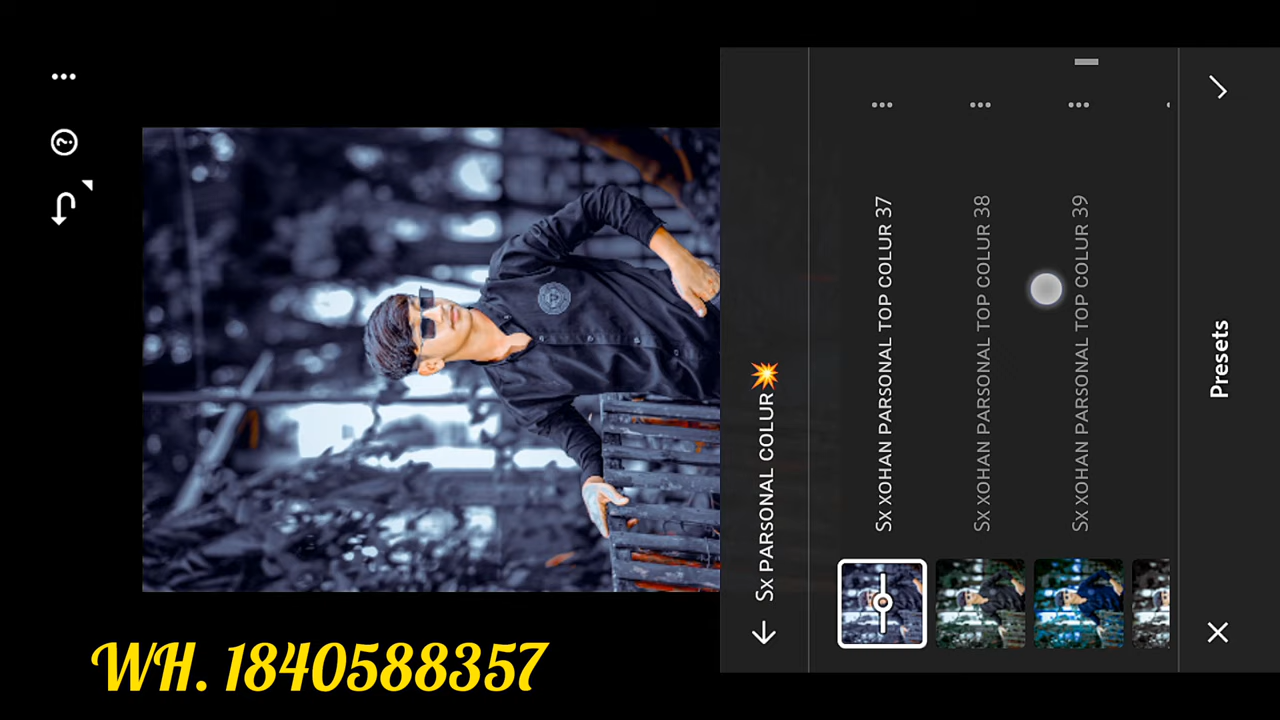 Sx PARSONAL COLUR💥
Sx XOHAN PARSONAL TOP COLUR 37
Sx XOHAN PARSONAL TOP COLUR 38
Sx XOHAN PARSONAL TOP COLUR 39
Presets
WH. 1840588357